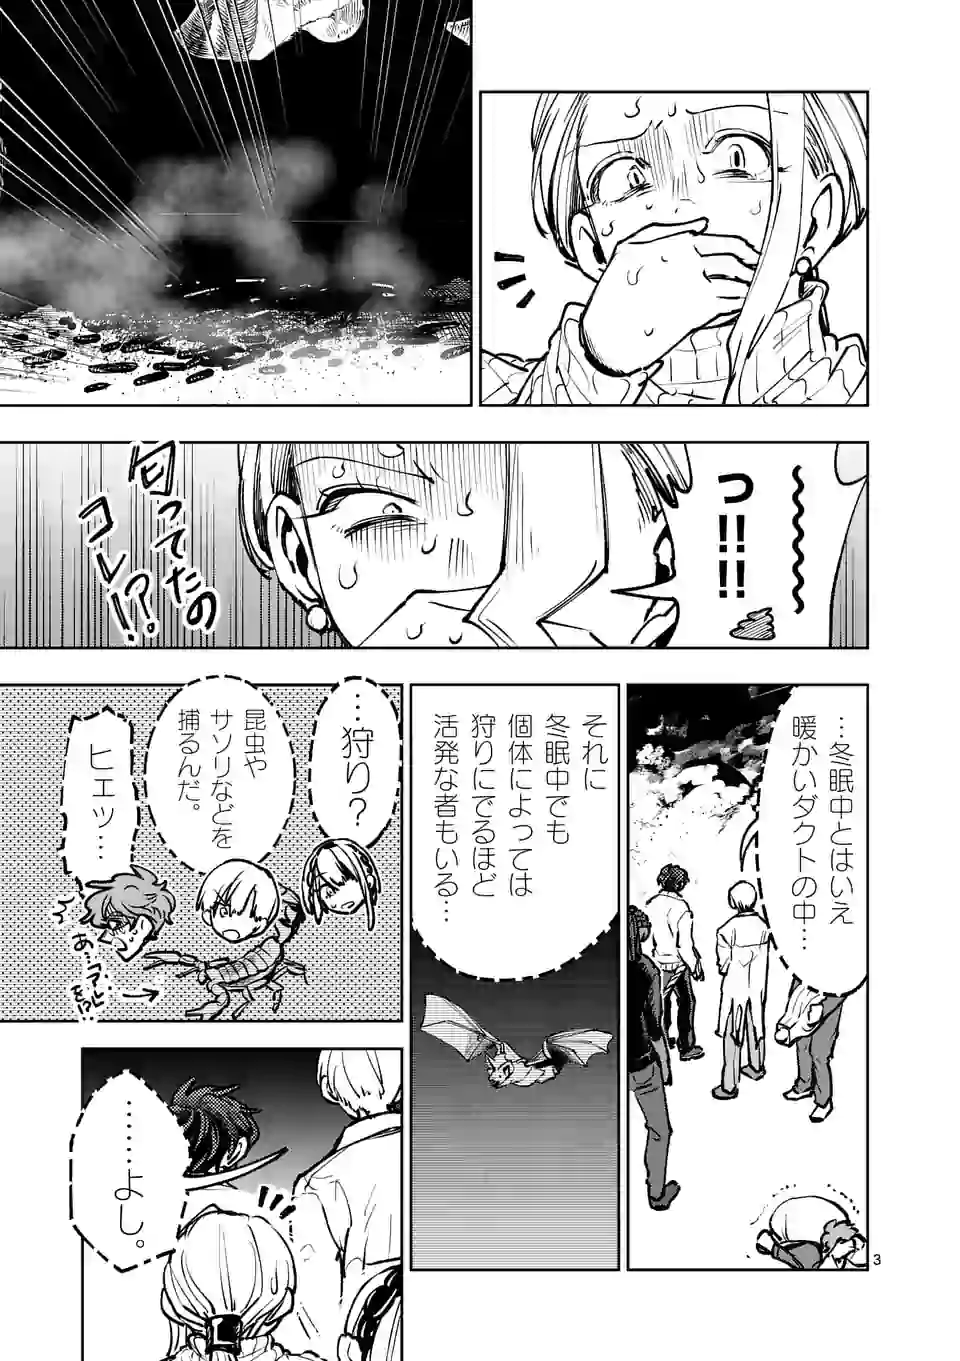 〜〜〜
っ!!!!
匂ってたの
コレ!?
…冬眠中とはいえ
暖かいダクトの中…
それに
冬眠中でも
個体によっては
狩りにでるほど
活発な者もいる…
…狩り?
昆虫や
サソリなどを
捕るんだ。
ヒエッ…
あ…アレ
を!?
…よし。
3